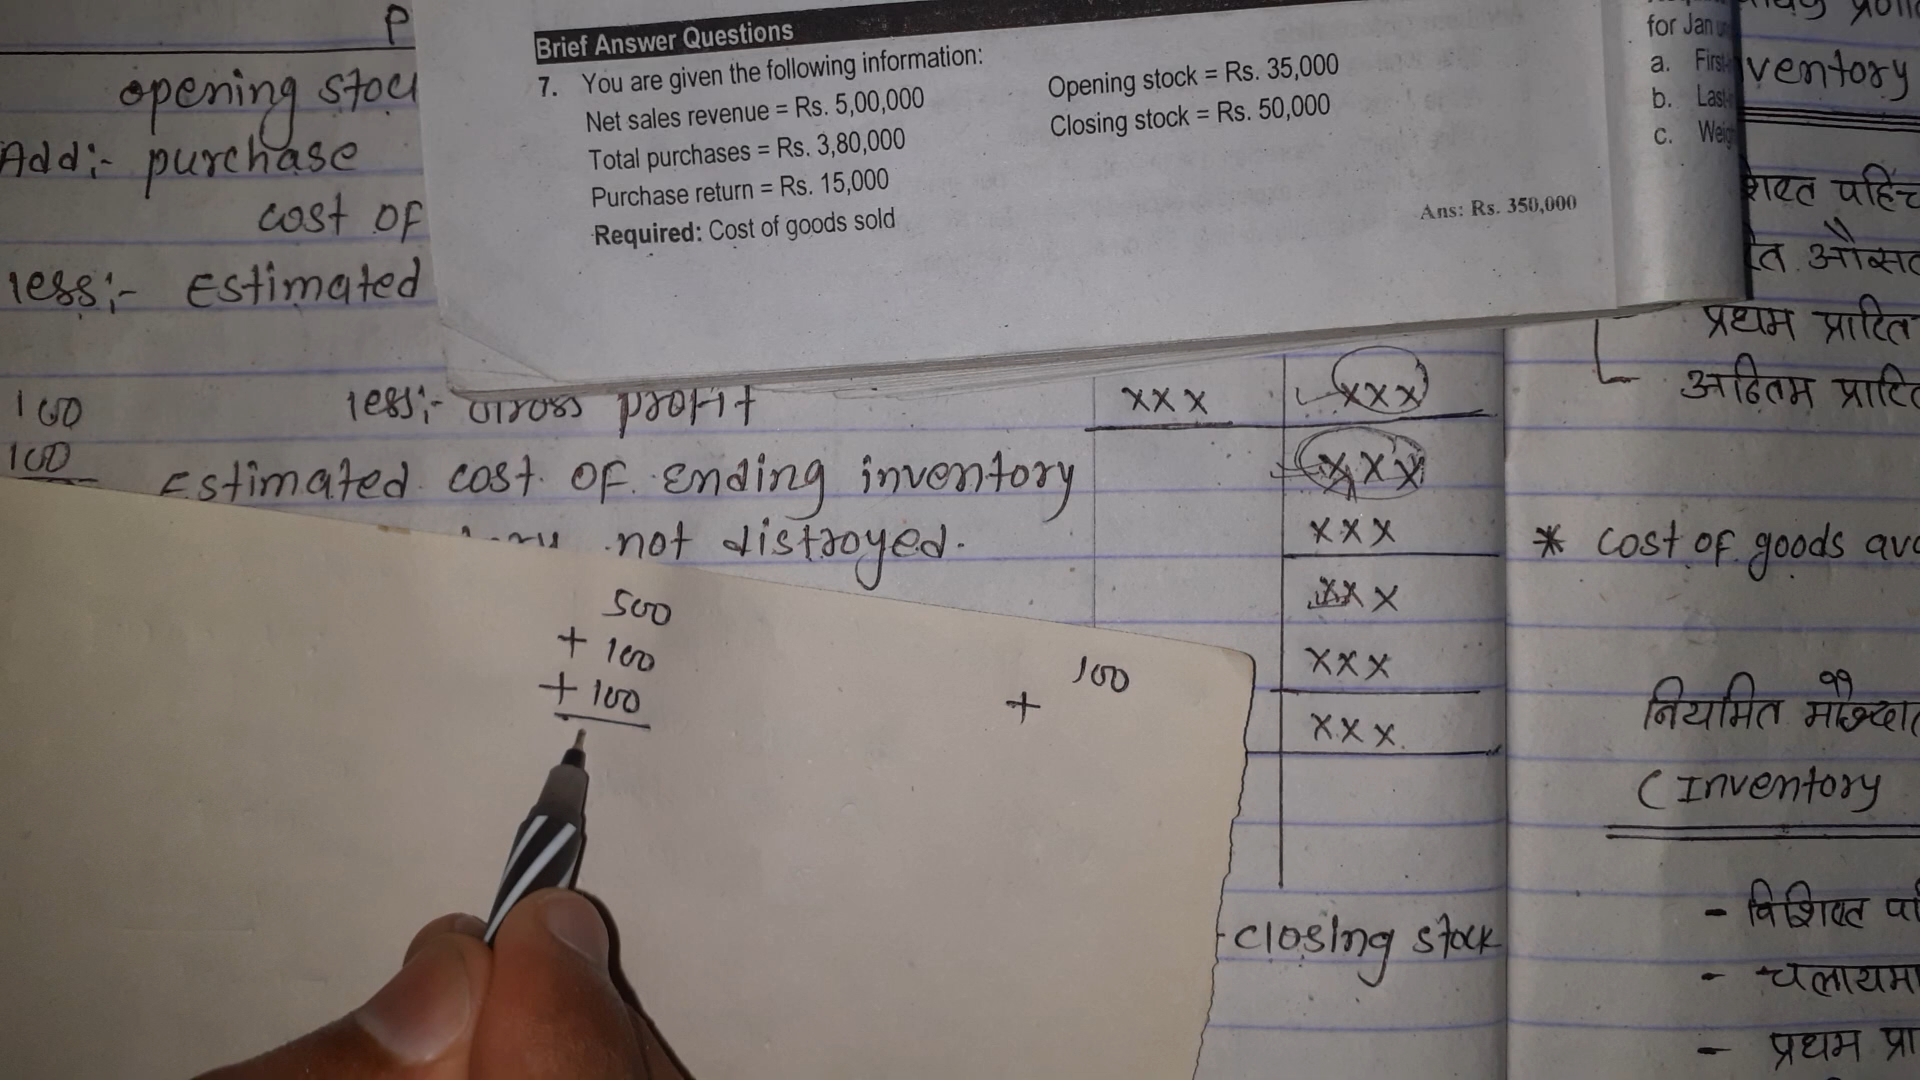 P
opening stoc
Add:- purchase
cost of
less:- Estimated
Brief Answer Questions
7. You are given the following information:
Net sales revenue = Rs. 5,00,000
Total purchases = Rs. 3,80,000
Purchase return = Rs. 15,000
Required: Cost of goods sold
Opening stock = Rs. 35,000
Closing stock = Rs. 50,000
Ans: Rs. 350,000
for Jan
a. First
b. Last
c. Weig
ventory
प्रथम प्राप्ति
100 less:- Gross profit xxx xxx
100
Estimated cost of ending inventory xxx
not distroyed. xxx
xxx
xxx
xxx
500
+ 100
+ 100
+ 100
closing stock
* cost of goods ava
नियमित
(Inventory
-
-
- प्रथम प्रा